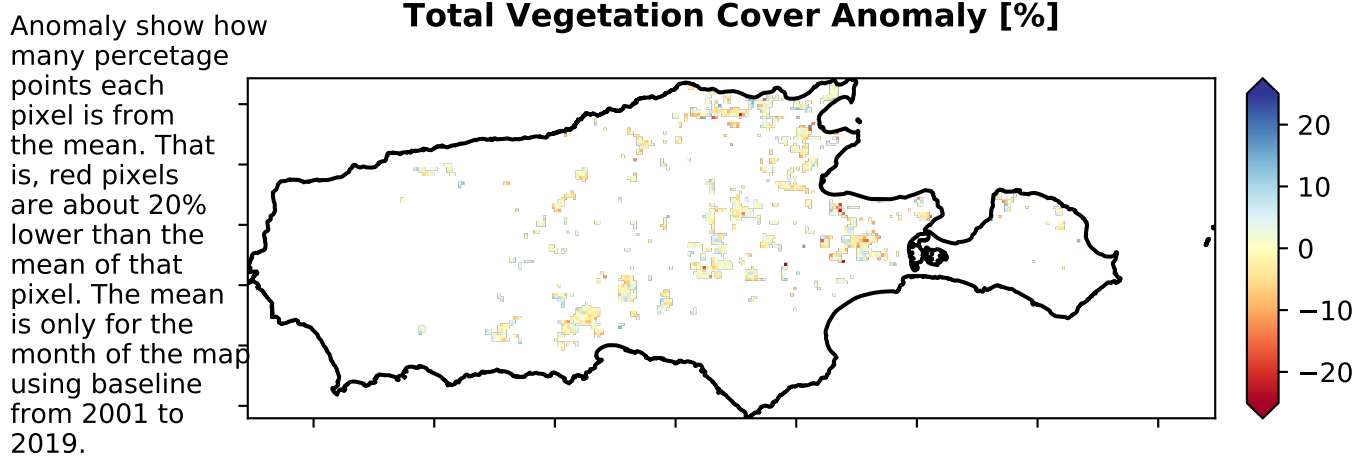 Total Vegetation Cover Anomaly [%]
Anomaly show how
many percetage
points each
pixel is from
the mean. That
is, red pixels
are about 20%
lower than the
mean of that
pixel. The mean
is only for the
month of the map
using baseline
from 2001 to
2019.
20
10
0
−10
−20